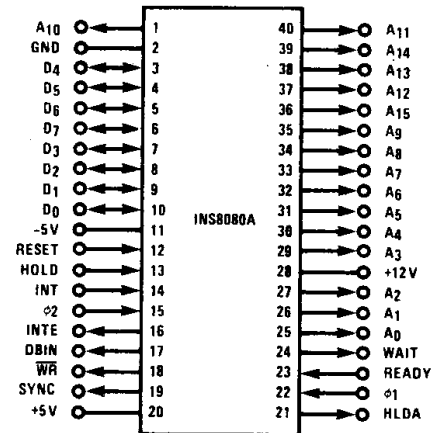 A10 1 40 A11
GND 2 39 A14
D4 3 38 A13
D5 4 37 A12
D6 5 36 A15
D7 6 35 A9
D3 7 34 A8
D2 8 33 A7
D1 9 32 A6
D0 10 31 A5
INS8080A
-5V 11 30 A4
RESET 12 29 A3
HOLD 13 28 +12V
INT 14 27 A2
ϕ2 15 26 A1
INTE 16 25 A0
DBIN 17 24 WAIT
W̅R̅ 18 23 READY
SYNC 19 22 ϕ1
+5V 20 21 HLDA